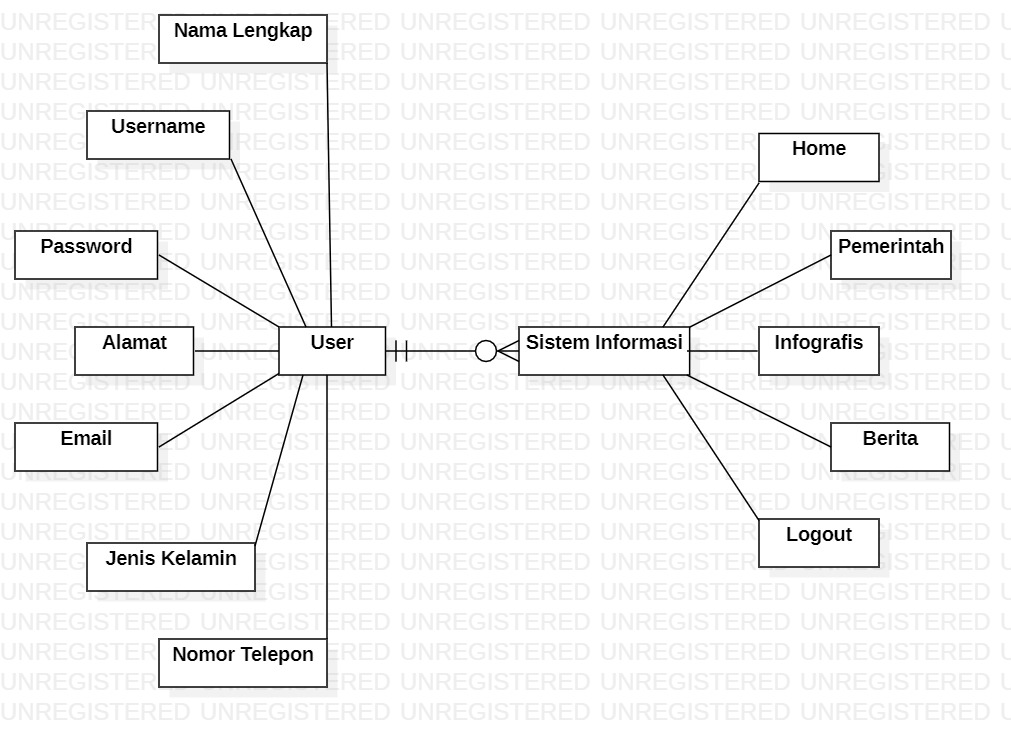 Nama Lengkap
Username
Home
Password
Pemerintah
Alamat
User
Sistem Informasi
Infografis
Email
Berita
Logout
Jenis Kelamin
Nomor Telepon
UNREGISTERED